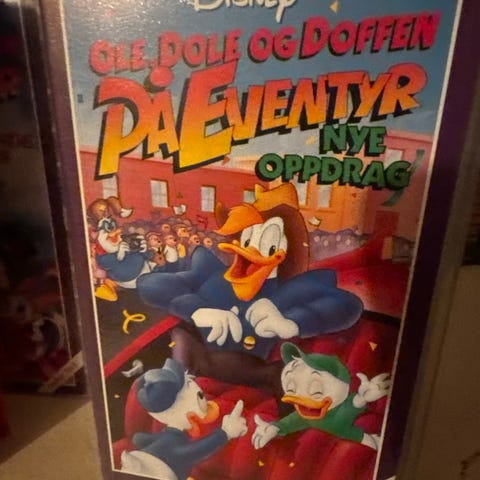 Disney
OLE, DOLE OG DOFFEN
PÅ EVENTYR
NYE
OPPDRAG